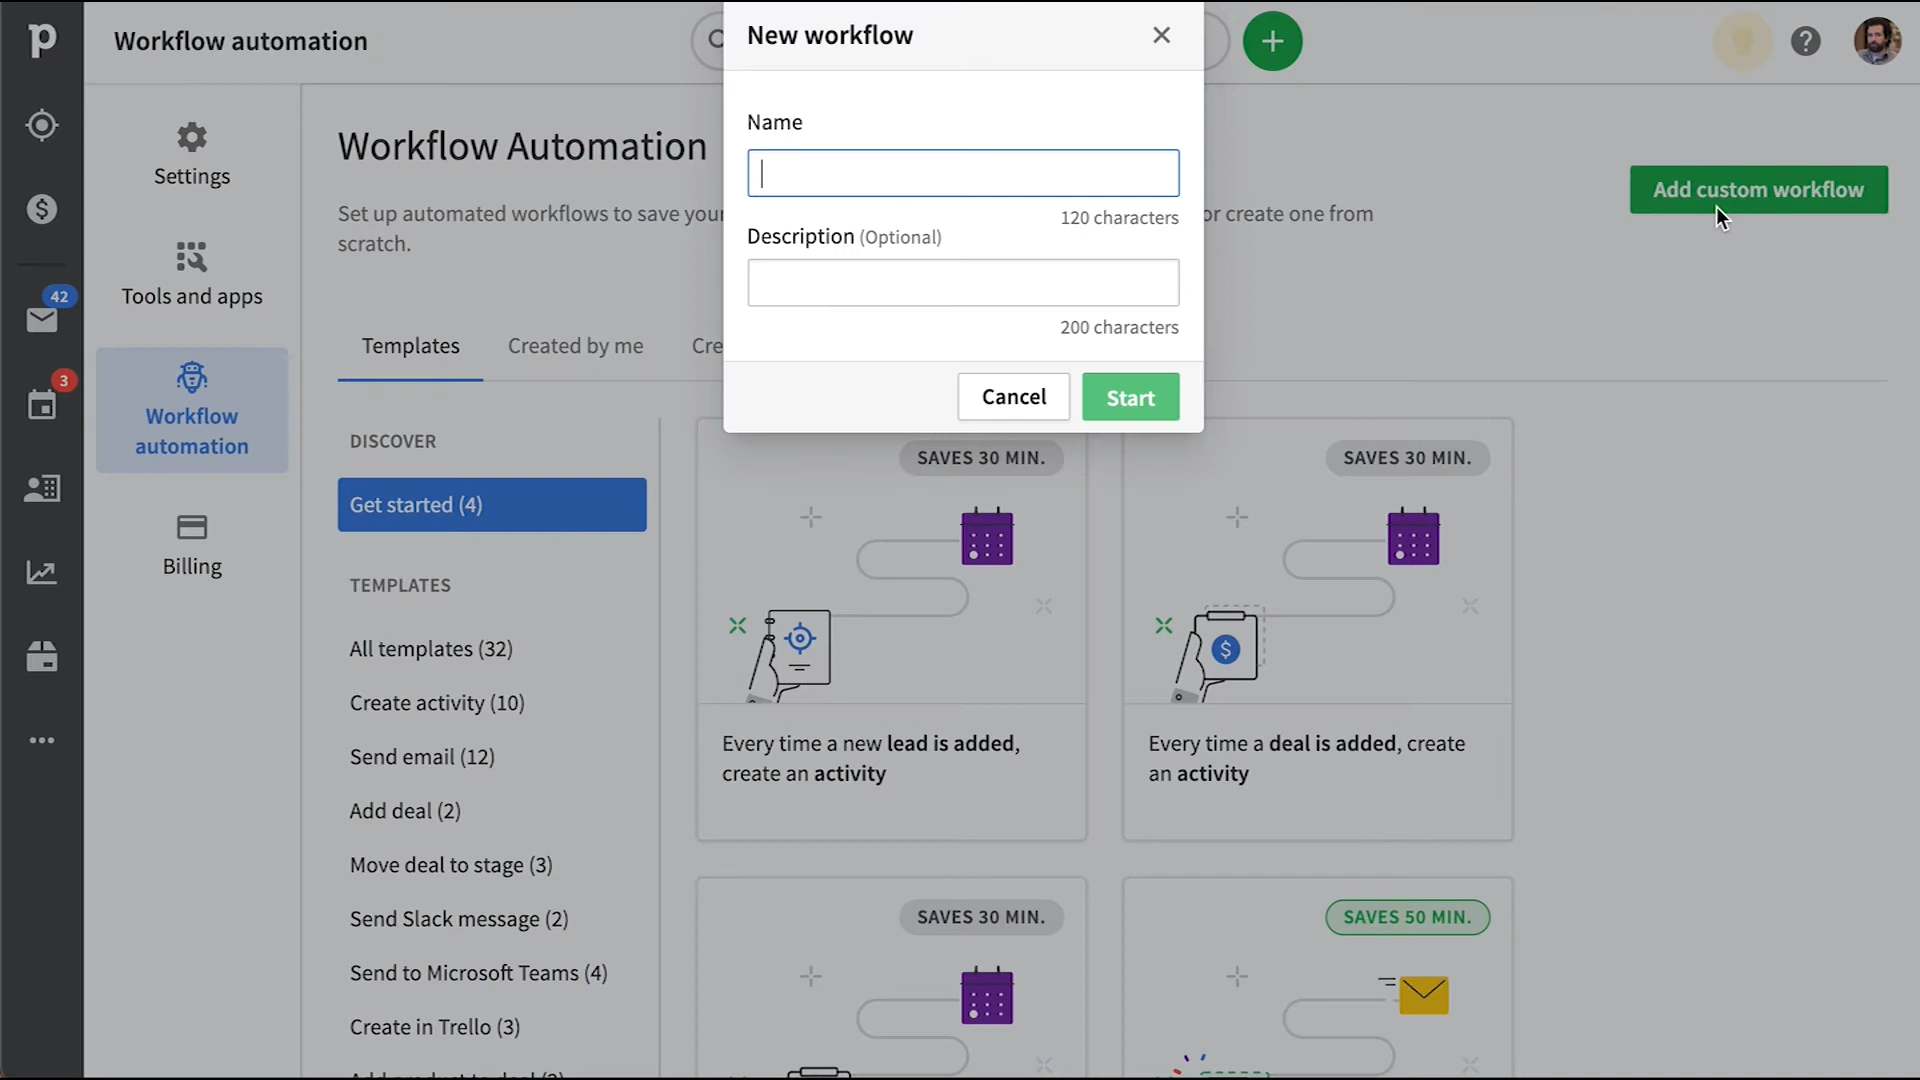 p
Workflow automation
New workflow
42
3
Settings
Tools and apps
Workflow
automation
Billing
Workflow Automation
Set up automated workflows to save your
or create one from
scratch.
Add custom workflow
Name
120 characters
Description (Optional)
200 characters
Cancel
Start
Templates
Created by me
Cre
DISCOVER
Get started (4)
TEMPLATES
All templates (32)
Create activity (10)
Send email (12)
Add deal (2)
Move deal to stage (3)
Send Slack message (2)
Send to Microsoft Teams (4)
Create in Trello (3)
SAVES 30 MIN.
Every time a new lead is added,
create an activity
SAVES 30 MIN.
Every time a deal is added, create
an activity
SAVES 30 MIN.
SAVES 50 MIN.